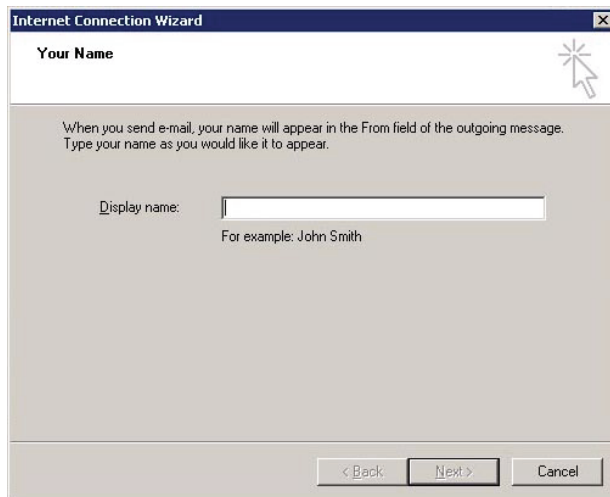 Internet Connection Wizard
Your Name
When you send e-mail, your name will appear in the From field of the outgoing message.
Type your name as you would like it to appear.
Display name:
For example: John Smith
< Back
Next >
Cancel